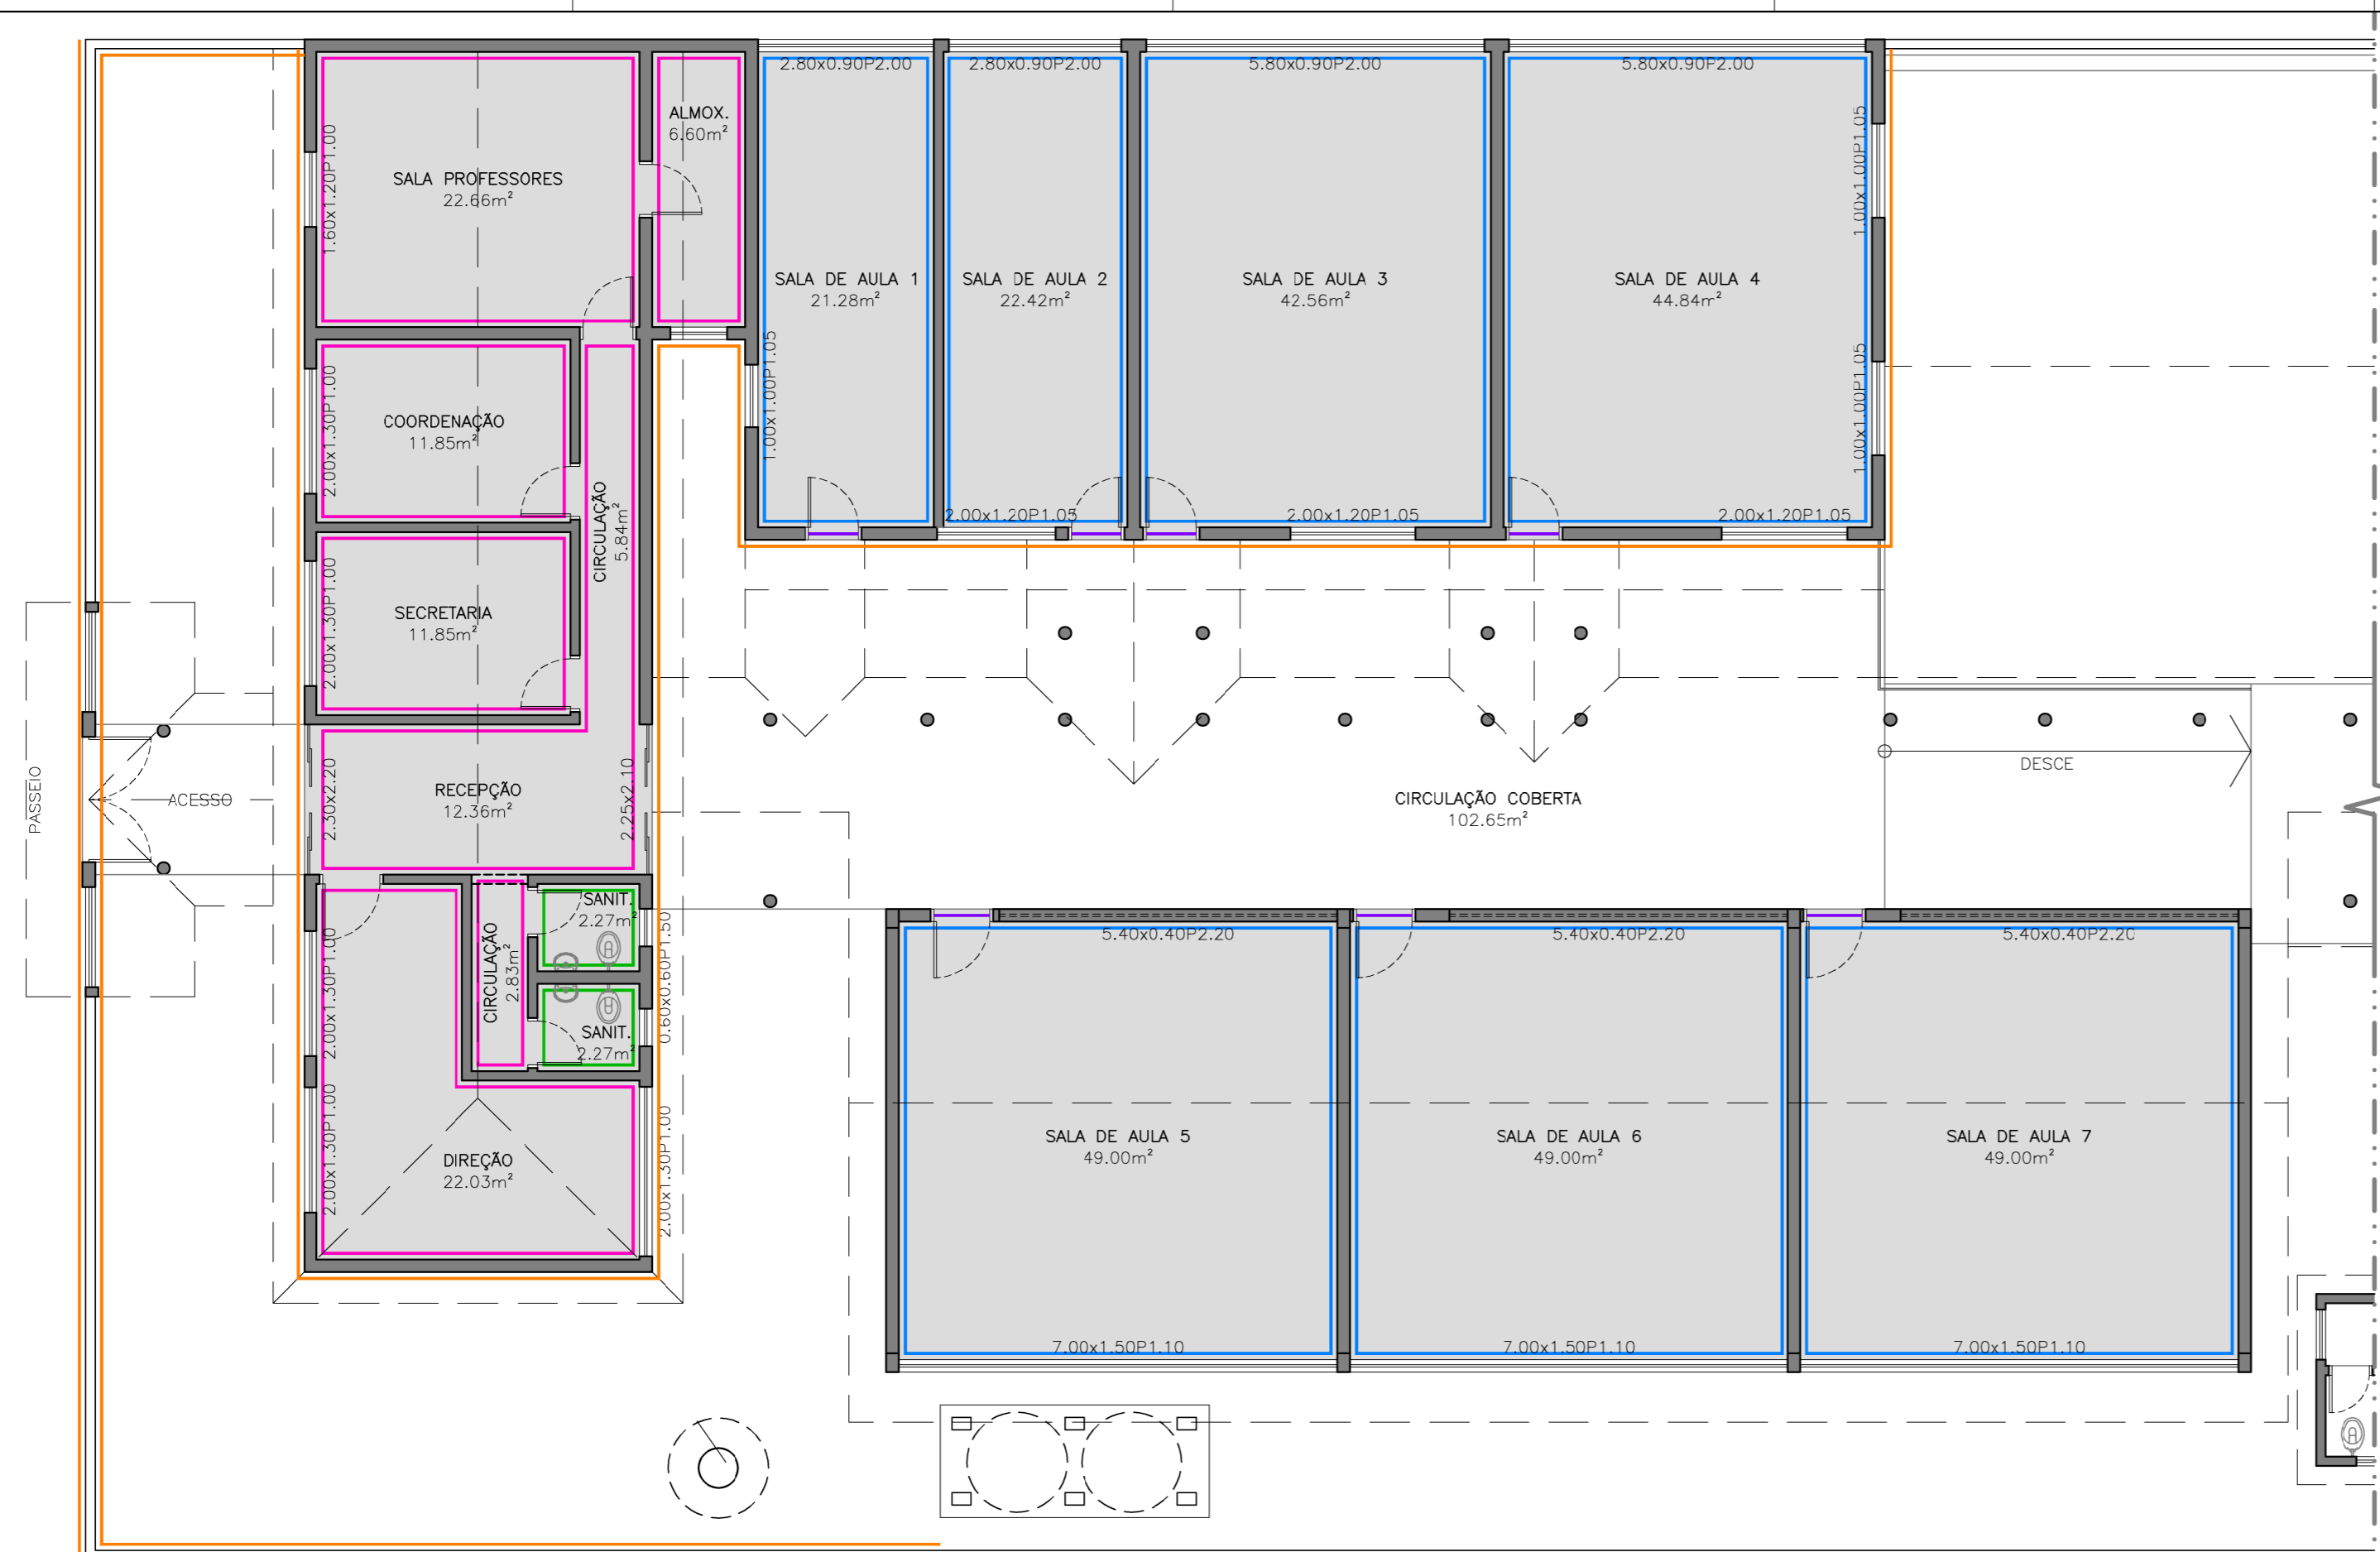 2.80x0.90P2.00
2.80x0.90P2.00
5.80x0.90P2.00
5.80x0.90P2.00
ALMOX.
6.60m²
1.60x1.20P1.00
SALA PROFESSORES
22.66m²
1.00x1.00P1.05
SALA DE AULA 1
21.28m²
SALA DE AULA 2
22.42m²
SALA DE AULA 3
42.56m²
SALA DE AULA 4
44.84m²
1.00x1.00P1.05
1.00x1.00P1.05
2.00x1.30P1.00
COORDENAÇÃO
11.85m²
CIRCULAÇÃO
5.84m²
2.00x1.20P1.05
2.00x1.20P1.05
2.00x1.20P1.05
2.00x1.30P1.00
SECRETARIA
11.85m²
PASSEIO
ACESSO
2.30x2.20
RECEPÇÃO
12.36m²
2.25x2.10
CIRCULAÇÃO COBERTA
102.65m²
DESCE
SANIT.
2.27m²
CIRCULAÇÃO
2.83m²
0.60x0.60P1.50
2.00x1.30P1.00
SANIT.
2.27m²
5.40x0.40P2.20
5.40x0.40P2.20
5.40x0.40P2.20
2.00x1.30P1.00
DIREÇÃO
22.03m²
2.00x1.30P1.00
SALA DE AULA 5
49.00m²
SALA DE AULA 6
49.00m²
SALA DE AULA 7
49.00m²
7.00x1.50P1.10
7.00x1.50P1.10
7.00x1.50P1.10